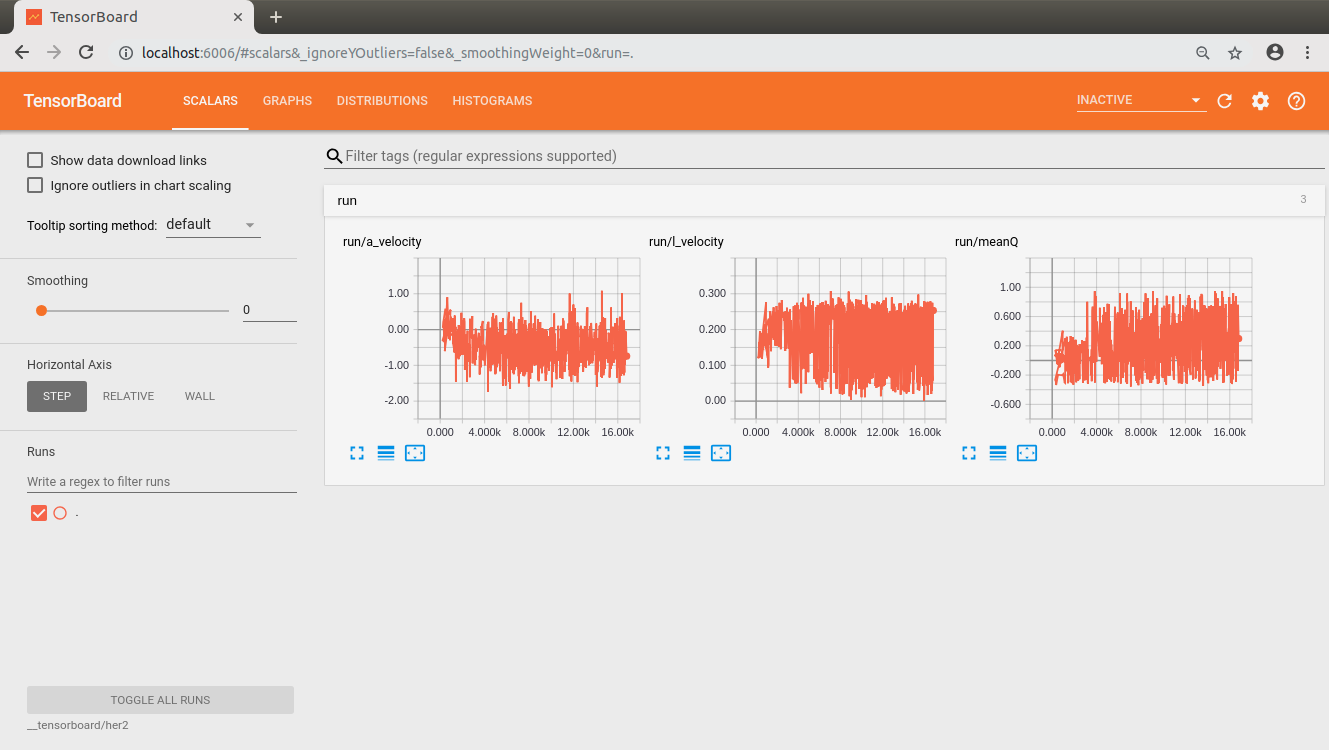 TensorBoard
localhost:6006/#scalars&_ignoreYOutliers=false&_smoothingWeight=0&run=.
TensorBoard SCALARS GRAPHS DISTRIBUTIONS HISTOGRAMS INACTIVE
Show data download links
Ignore outliers in chart scaling
Tooltip sorting method: default
Smoothing
0
Horizontal Axis
STEP RELATIVE WALL
Runs
Write a regex to filter runs
.
TOGGLE ALL RUNS
__tensorboard/her2
Filter tags (regular expressions supported)
run 3
run/a_velocity
1.00
0.00
-1.00
-2.00
0.000 4.000k 8.000k 12.00k 16.00k
run/l_velocity
0.300
0.200
0.100
0.00
0.000 4.000k 8.000k 12.00k 16.00k
run/meanQ
1.00
0.600
0.200
-0.200
-0.600
0.000 4.000k 8.000k 12.00k 16.00k